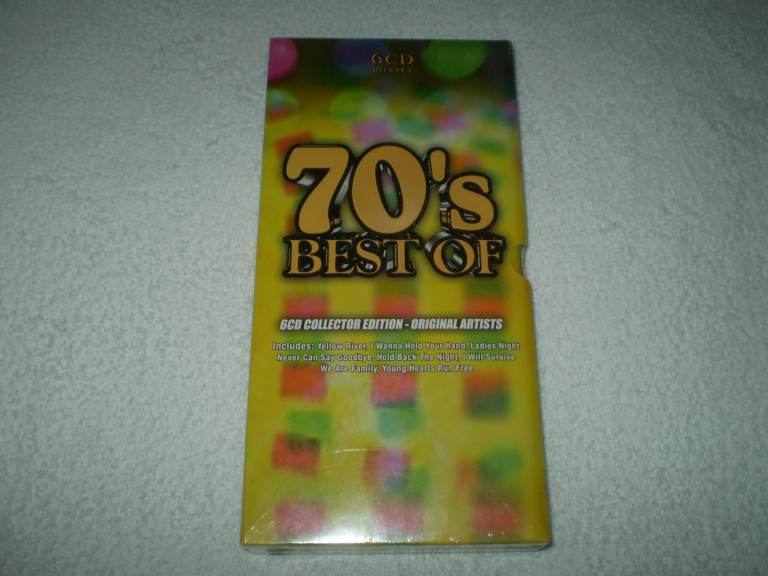 6CD
BOXSET
70's
BEST OF
6CD COLLECTOR EDITION - ORIGINAL ARTISTS
Includes: Yellow River, I Wanna Hold Your Hand, Ladies Night
Never Can Say Goodbye, Hold Back The Night, I Will Survive
We Are Family, Young Hearts Run Free